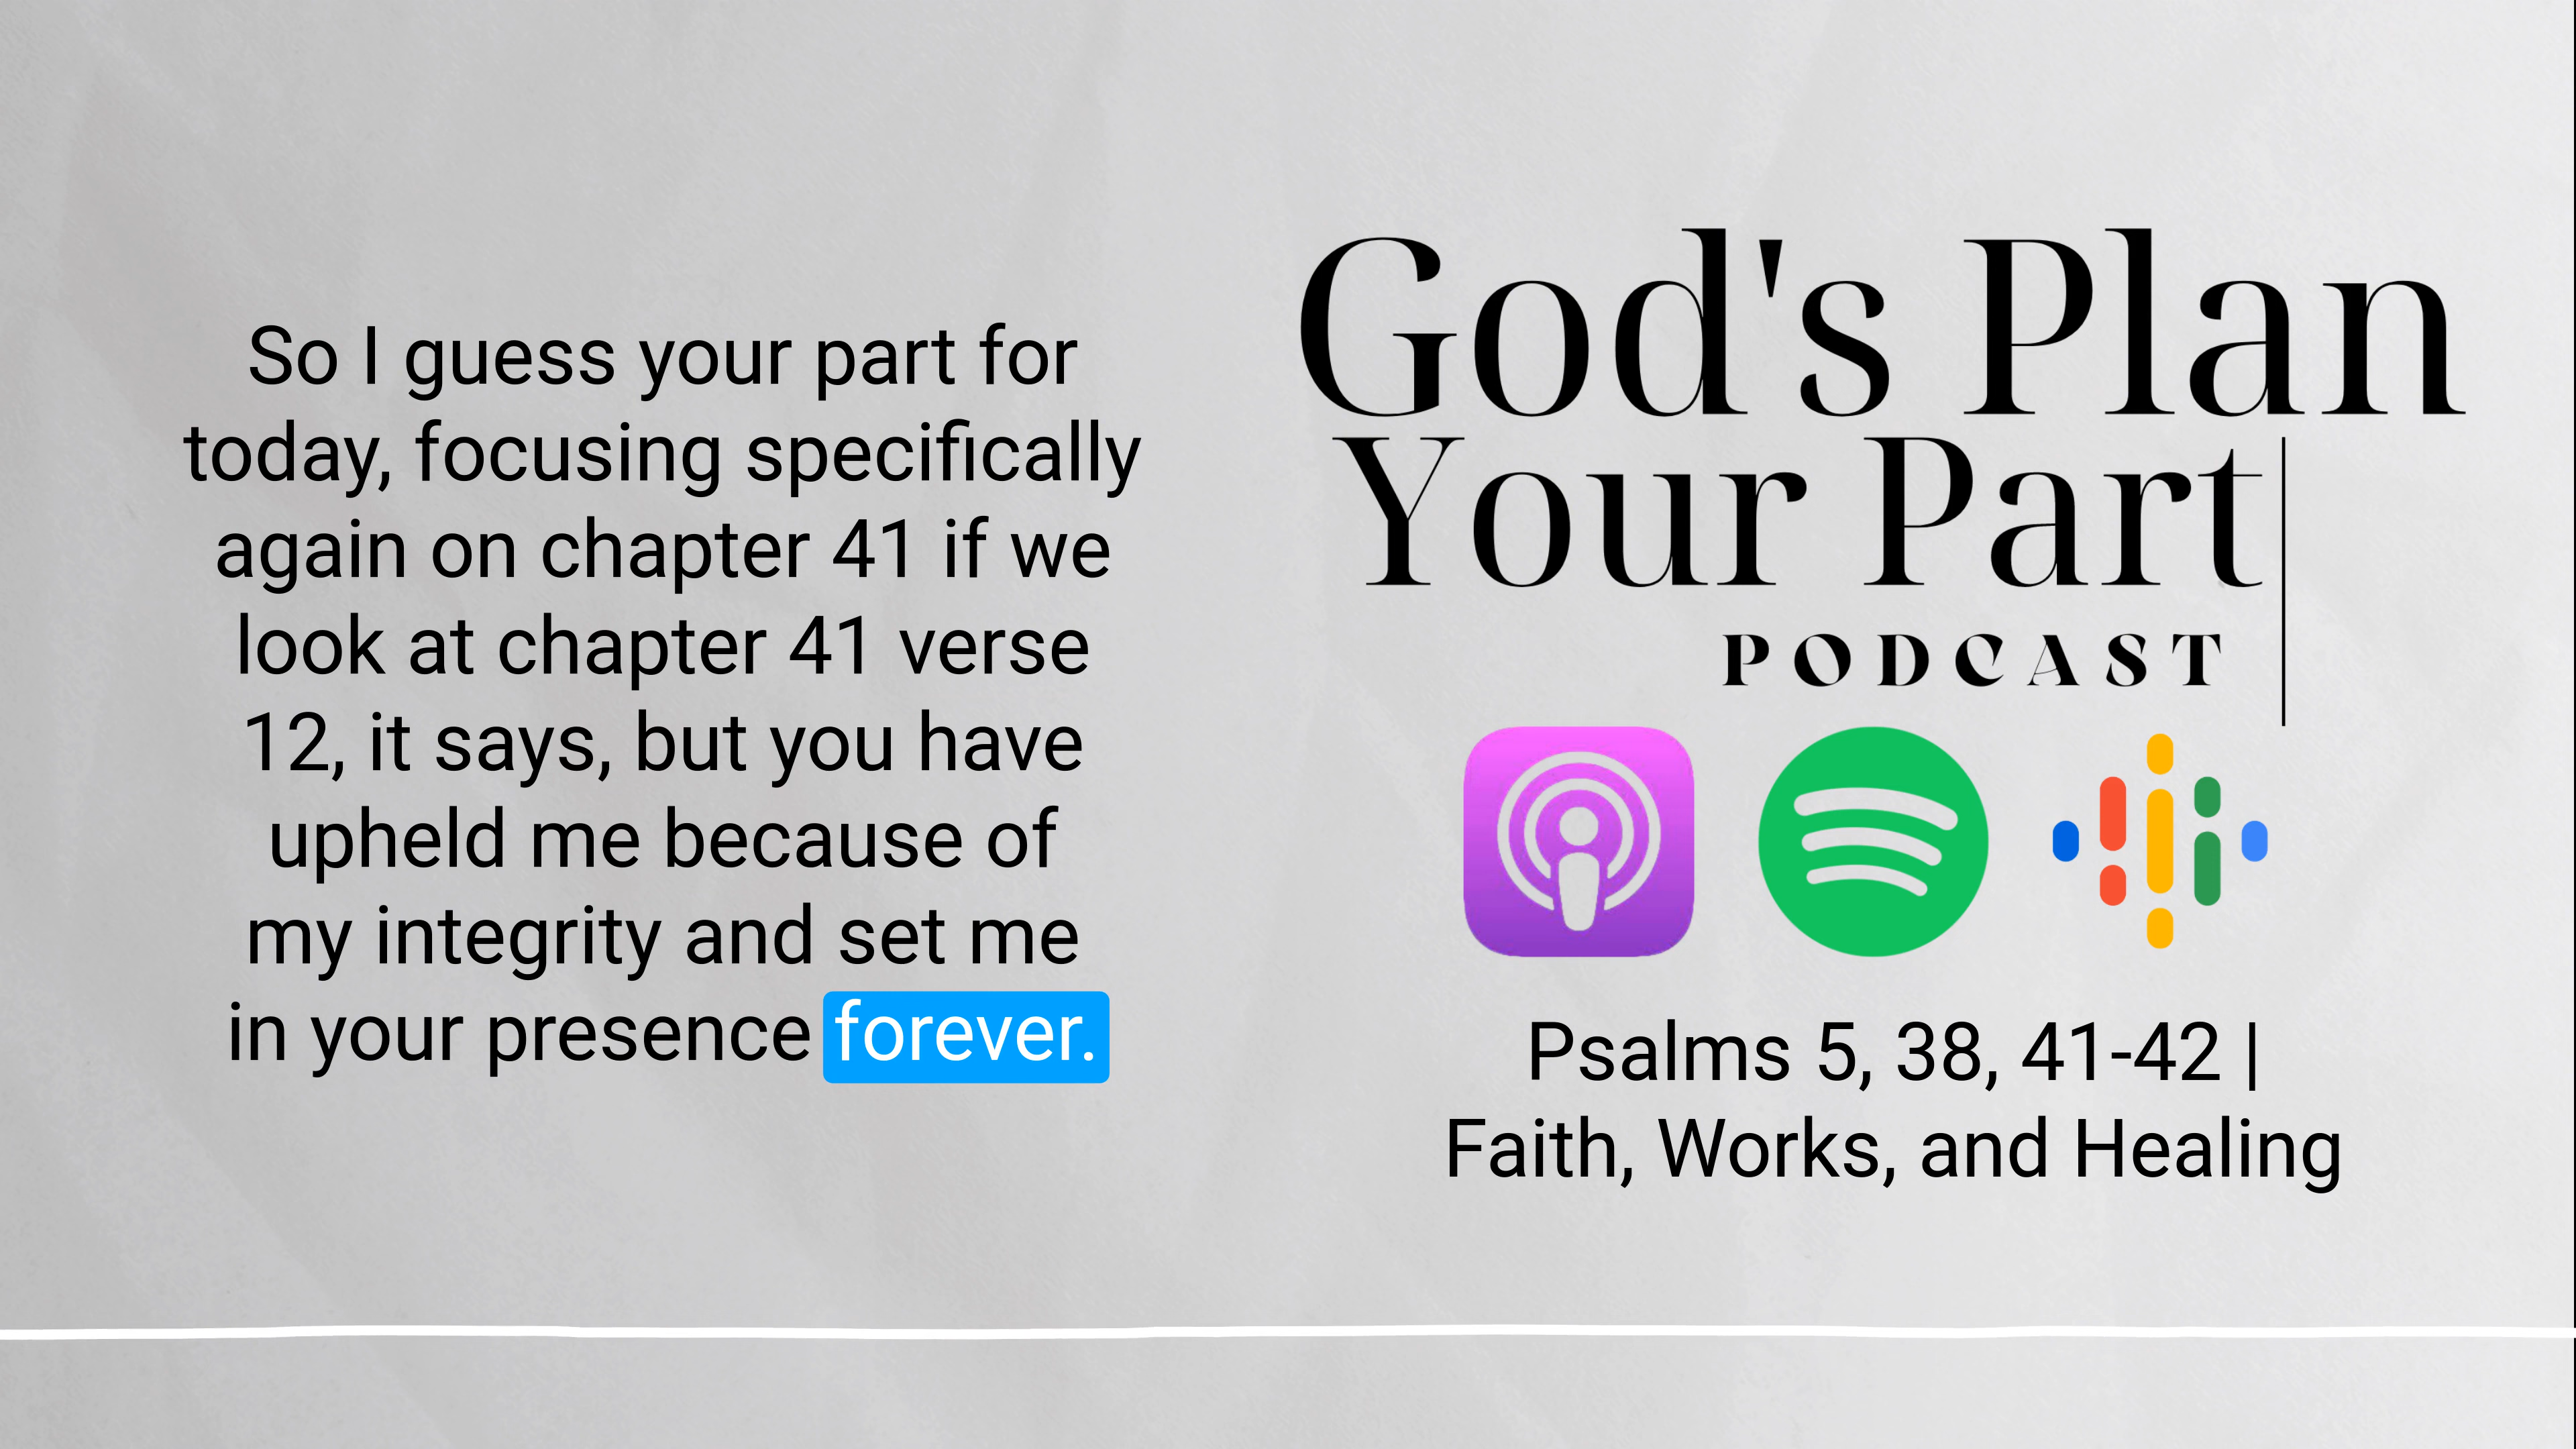 So I guess your part for
today, focusing specifically
again on chapter 41 if we
look at chapter 41 verse
12, it says, but you have
upheld me because of
my integrity and set me
in your presence forever.
God's Plan
Your Part
PODCAST
Psalms 5, 38, 41-42 |
Faith, Works, and Healing